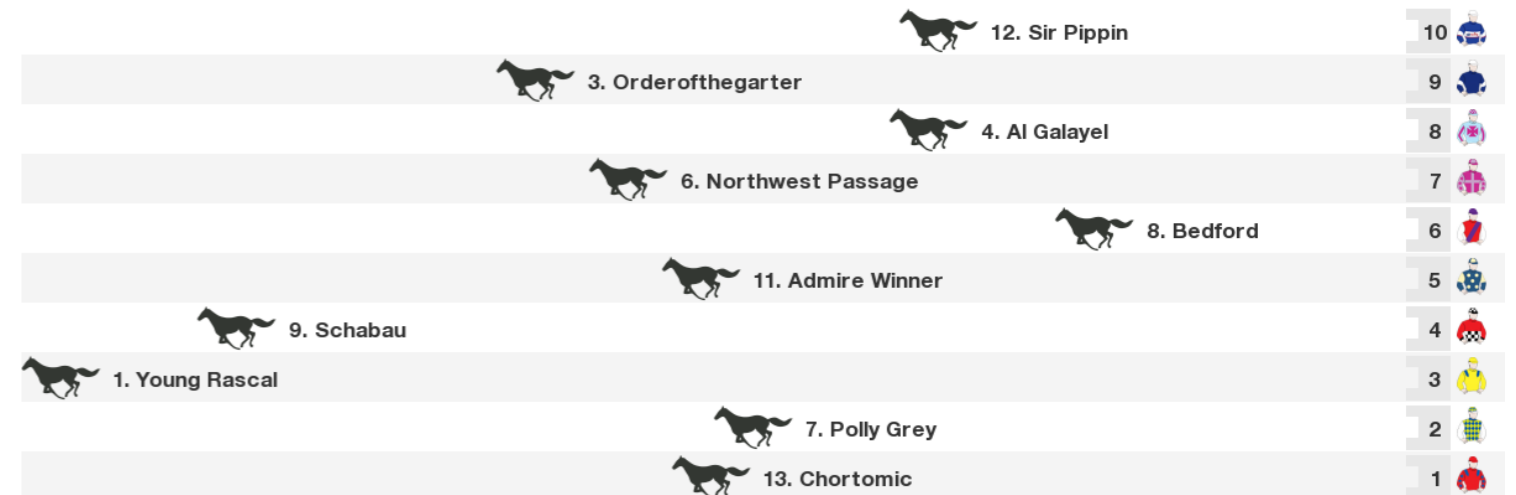 12. Sir Pippin 10
3. Orderofthegarter 9
4. Al Galayel 8
6. Northwest Passage 7
8. Bedford 6
11. Admire Winner 5
9. Schabau 4
1. Young Rascal 3
7. Polly Grey 2
13. Chortomic 1